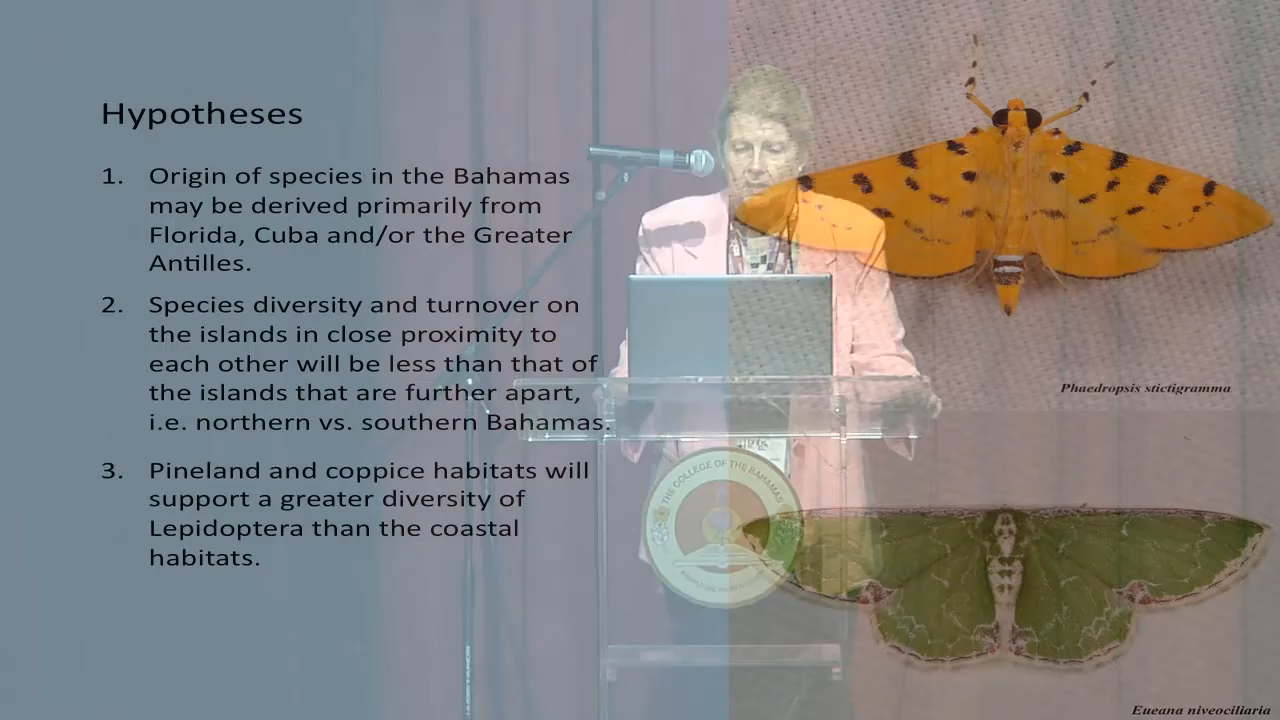 Hypotheses
1. Origin of species in the Bahamas
may be derived primarily from
Florida, Cuba and/or the Greater
Antilles.
2. Species diversity and turnover on
the islands in close proximity to
each other will be less than that of
the islands that are further apart,
i.e. northern vs. southern Bahamas.
3. Pineland and coppice habitats will
support a greater diversity of
Lepidoptera than the coastal
habitats.
Phaedropsis stictigramma
THE COLLEGE OF THE BAHAMAS
Eueana niveociliaria